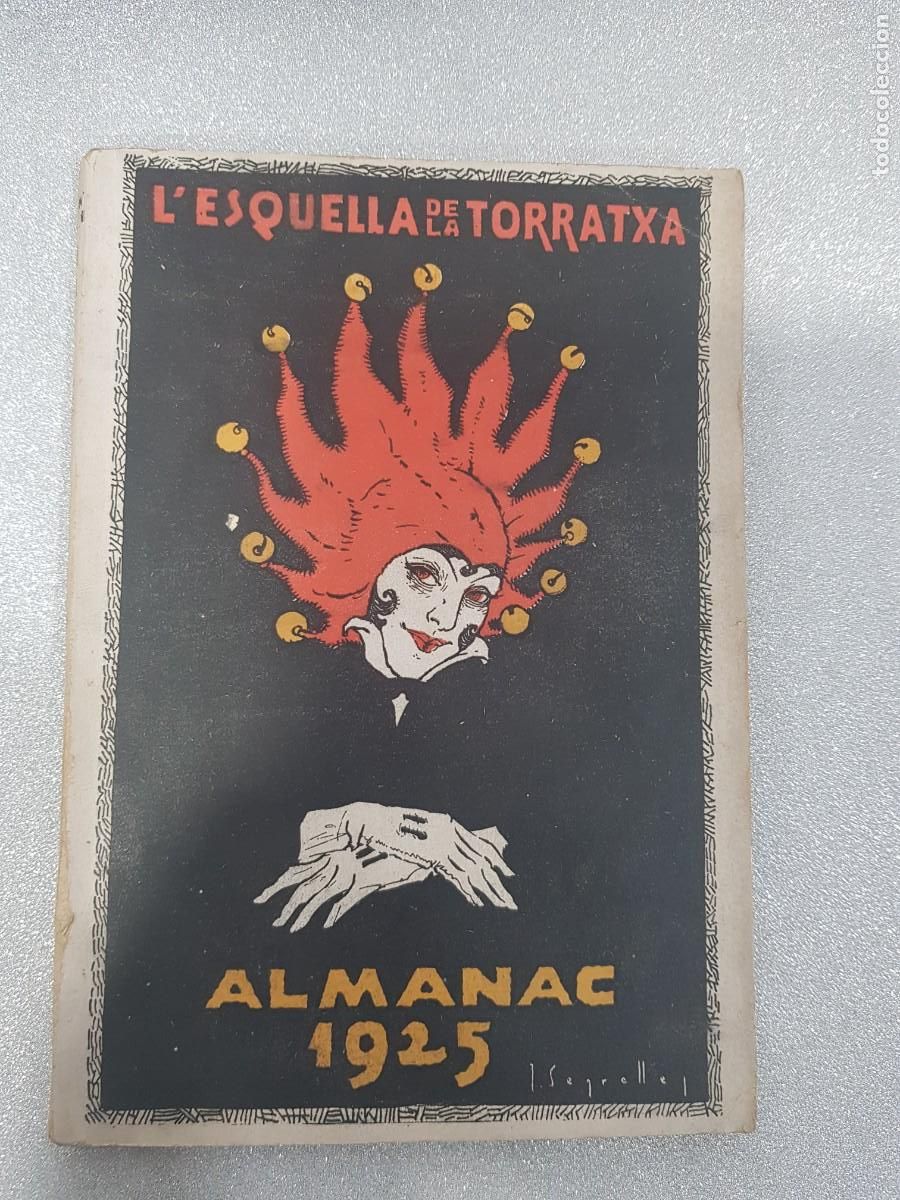 L'ESQUELLA DE LA TORRATXA
ALMANAC
1925
J. Segrelles
todocoleccion